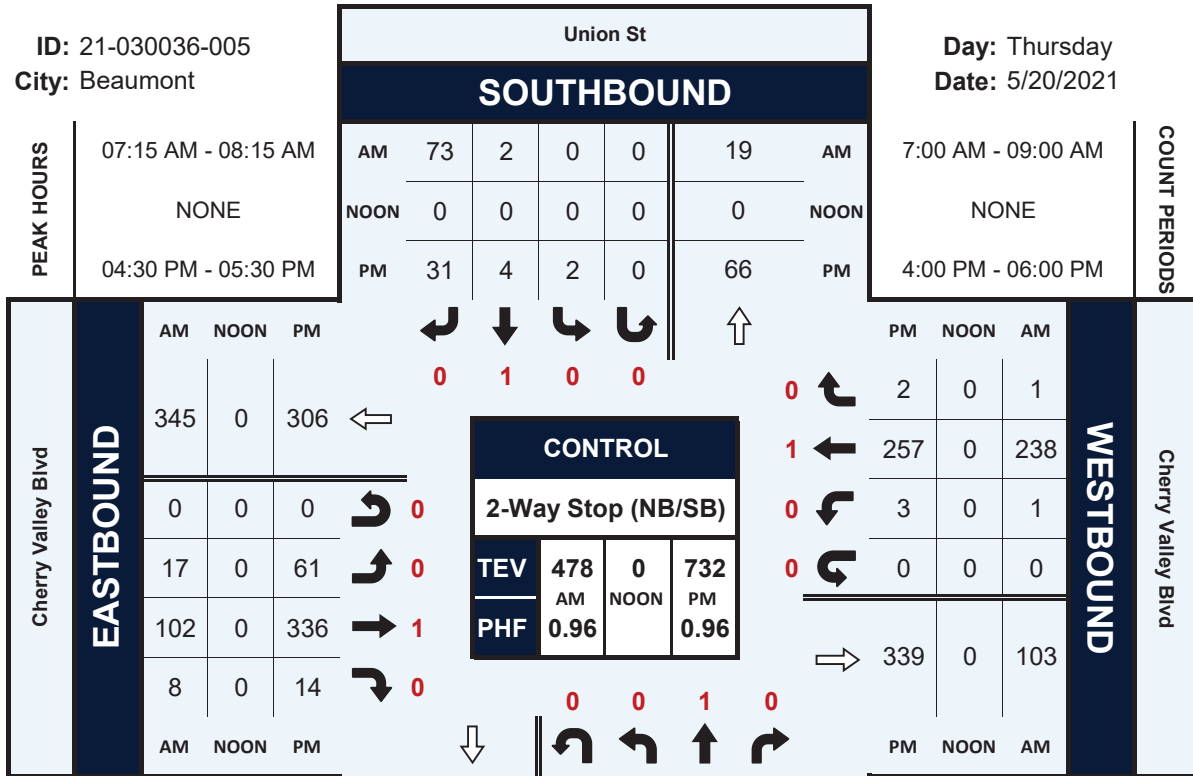 ID: 21-030036-005
City: Beaumont
Union St
SOUTHBOUND
Day: Thursday
Date: 5/20/2021
PEAK HOURS
07:15 AM - 08:15 AM
NONE
04:30 PM - 05:30 PM
AM 73 2 0 0 19 AM
NOON 0 0 0 0 0 NOON
PM 31 4 2 0 66 PM
7:00 AM - 09:00 AM
NONE
4:00 PM - 06:00 PM
COUNT PERIODS
0 1 0 0
Cherry Valley Blvd
EASTBOUND
AM NOON PM
345 0 306
0 0 0 0
17 0 61 0
102 0 336 1
8 0 14 0
AM NOON PM
CONTROL
2-Way Stop (NB/SB)
TEV 478 0 732
AM NOON PM
PHF 0.96 0.96
PM NOON AM
0 2 0 1
1 257 0 238
0 3 0 1
0 0 0 0
339 0 103
PM NOON AM
WESTBOUND
Cherry Valley Blvd
0 0 1 0